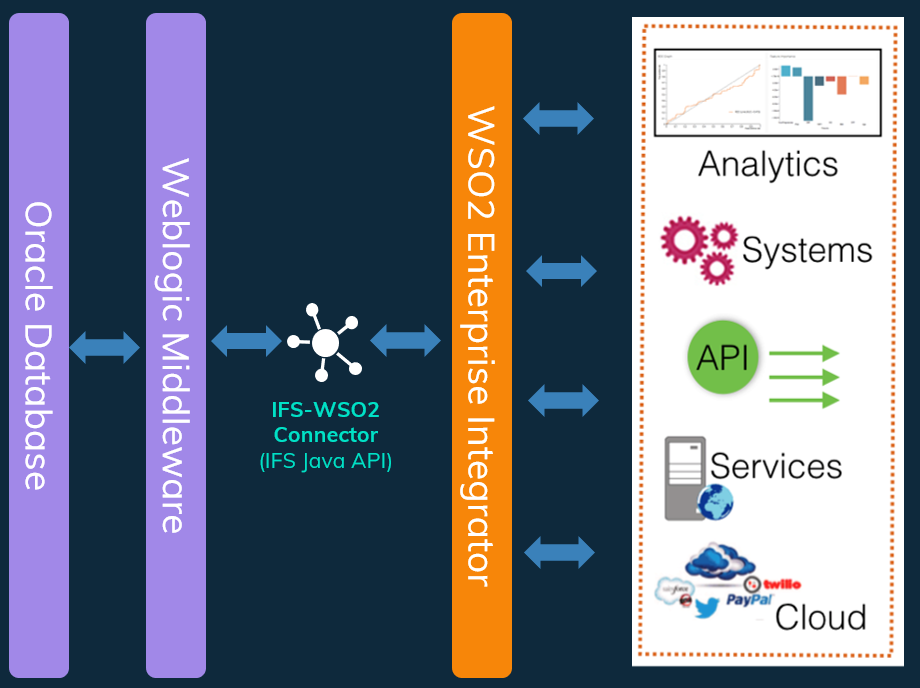 Oracle Database
Weblogic Middleware
IFS-WSO2
Connector
(IFS Java API)
WSO2 Enterprise Integrator
Analytics
Systems
API
Services
salesforce
twilio
PayPal
Cloud